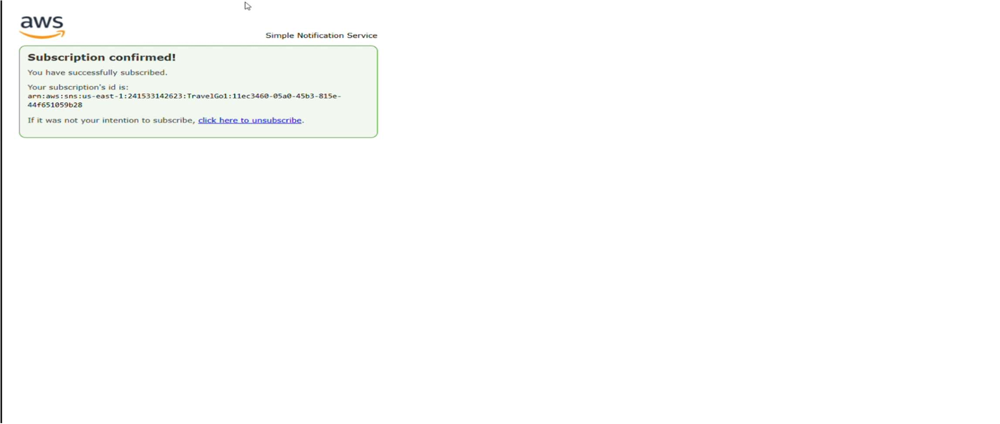 aws
Simple Notification Service
Subscription confirmed!
You have successfully subscribed.
Your subscription's id is:
arn:aws:sns:us-east-1:241533142623:TravelGo1:11ec3460-05a0-45b3-815e-
44f651059b28
If it was not your intention to subscribe, click here to unsubscribe.